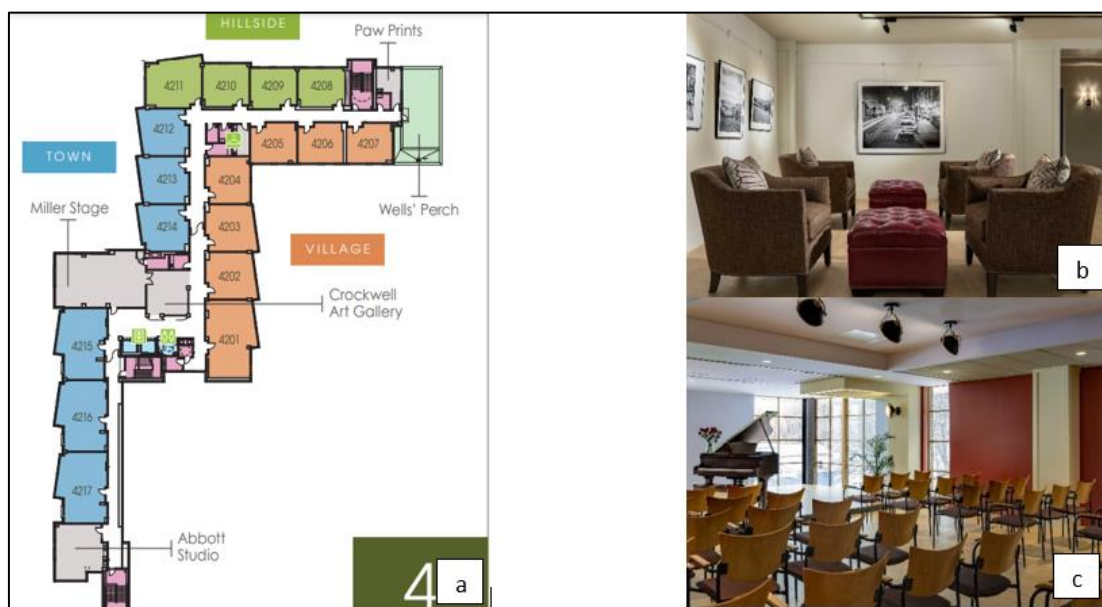 HILLSIDE
Paw Prints
4211
4210
4209
4208
4212
4205
4206
4207
TOWN
4213
4204
Miller Stage
Wells' Perch
4214
4203
VILLAGE
4202
Crockwell
Art Gallery
4215
4201
4216
4217
Abbott
Studio
4
a
b
c